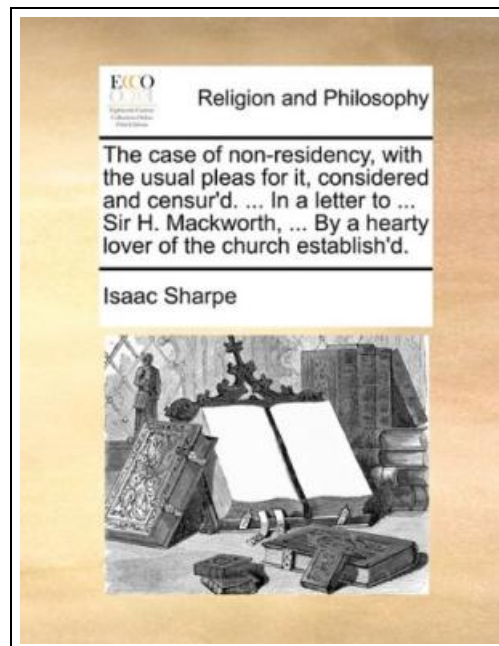 ECCO
Religion and Philosophy
The case of non-residency, with
the usual pleas for it, considered
and censur'd. ... In a letter to ...
Sir H. Mackworth, ... By a hearty
lover of the church establish'd.
Isaac Sharpe